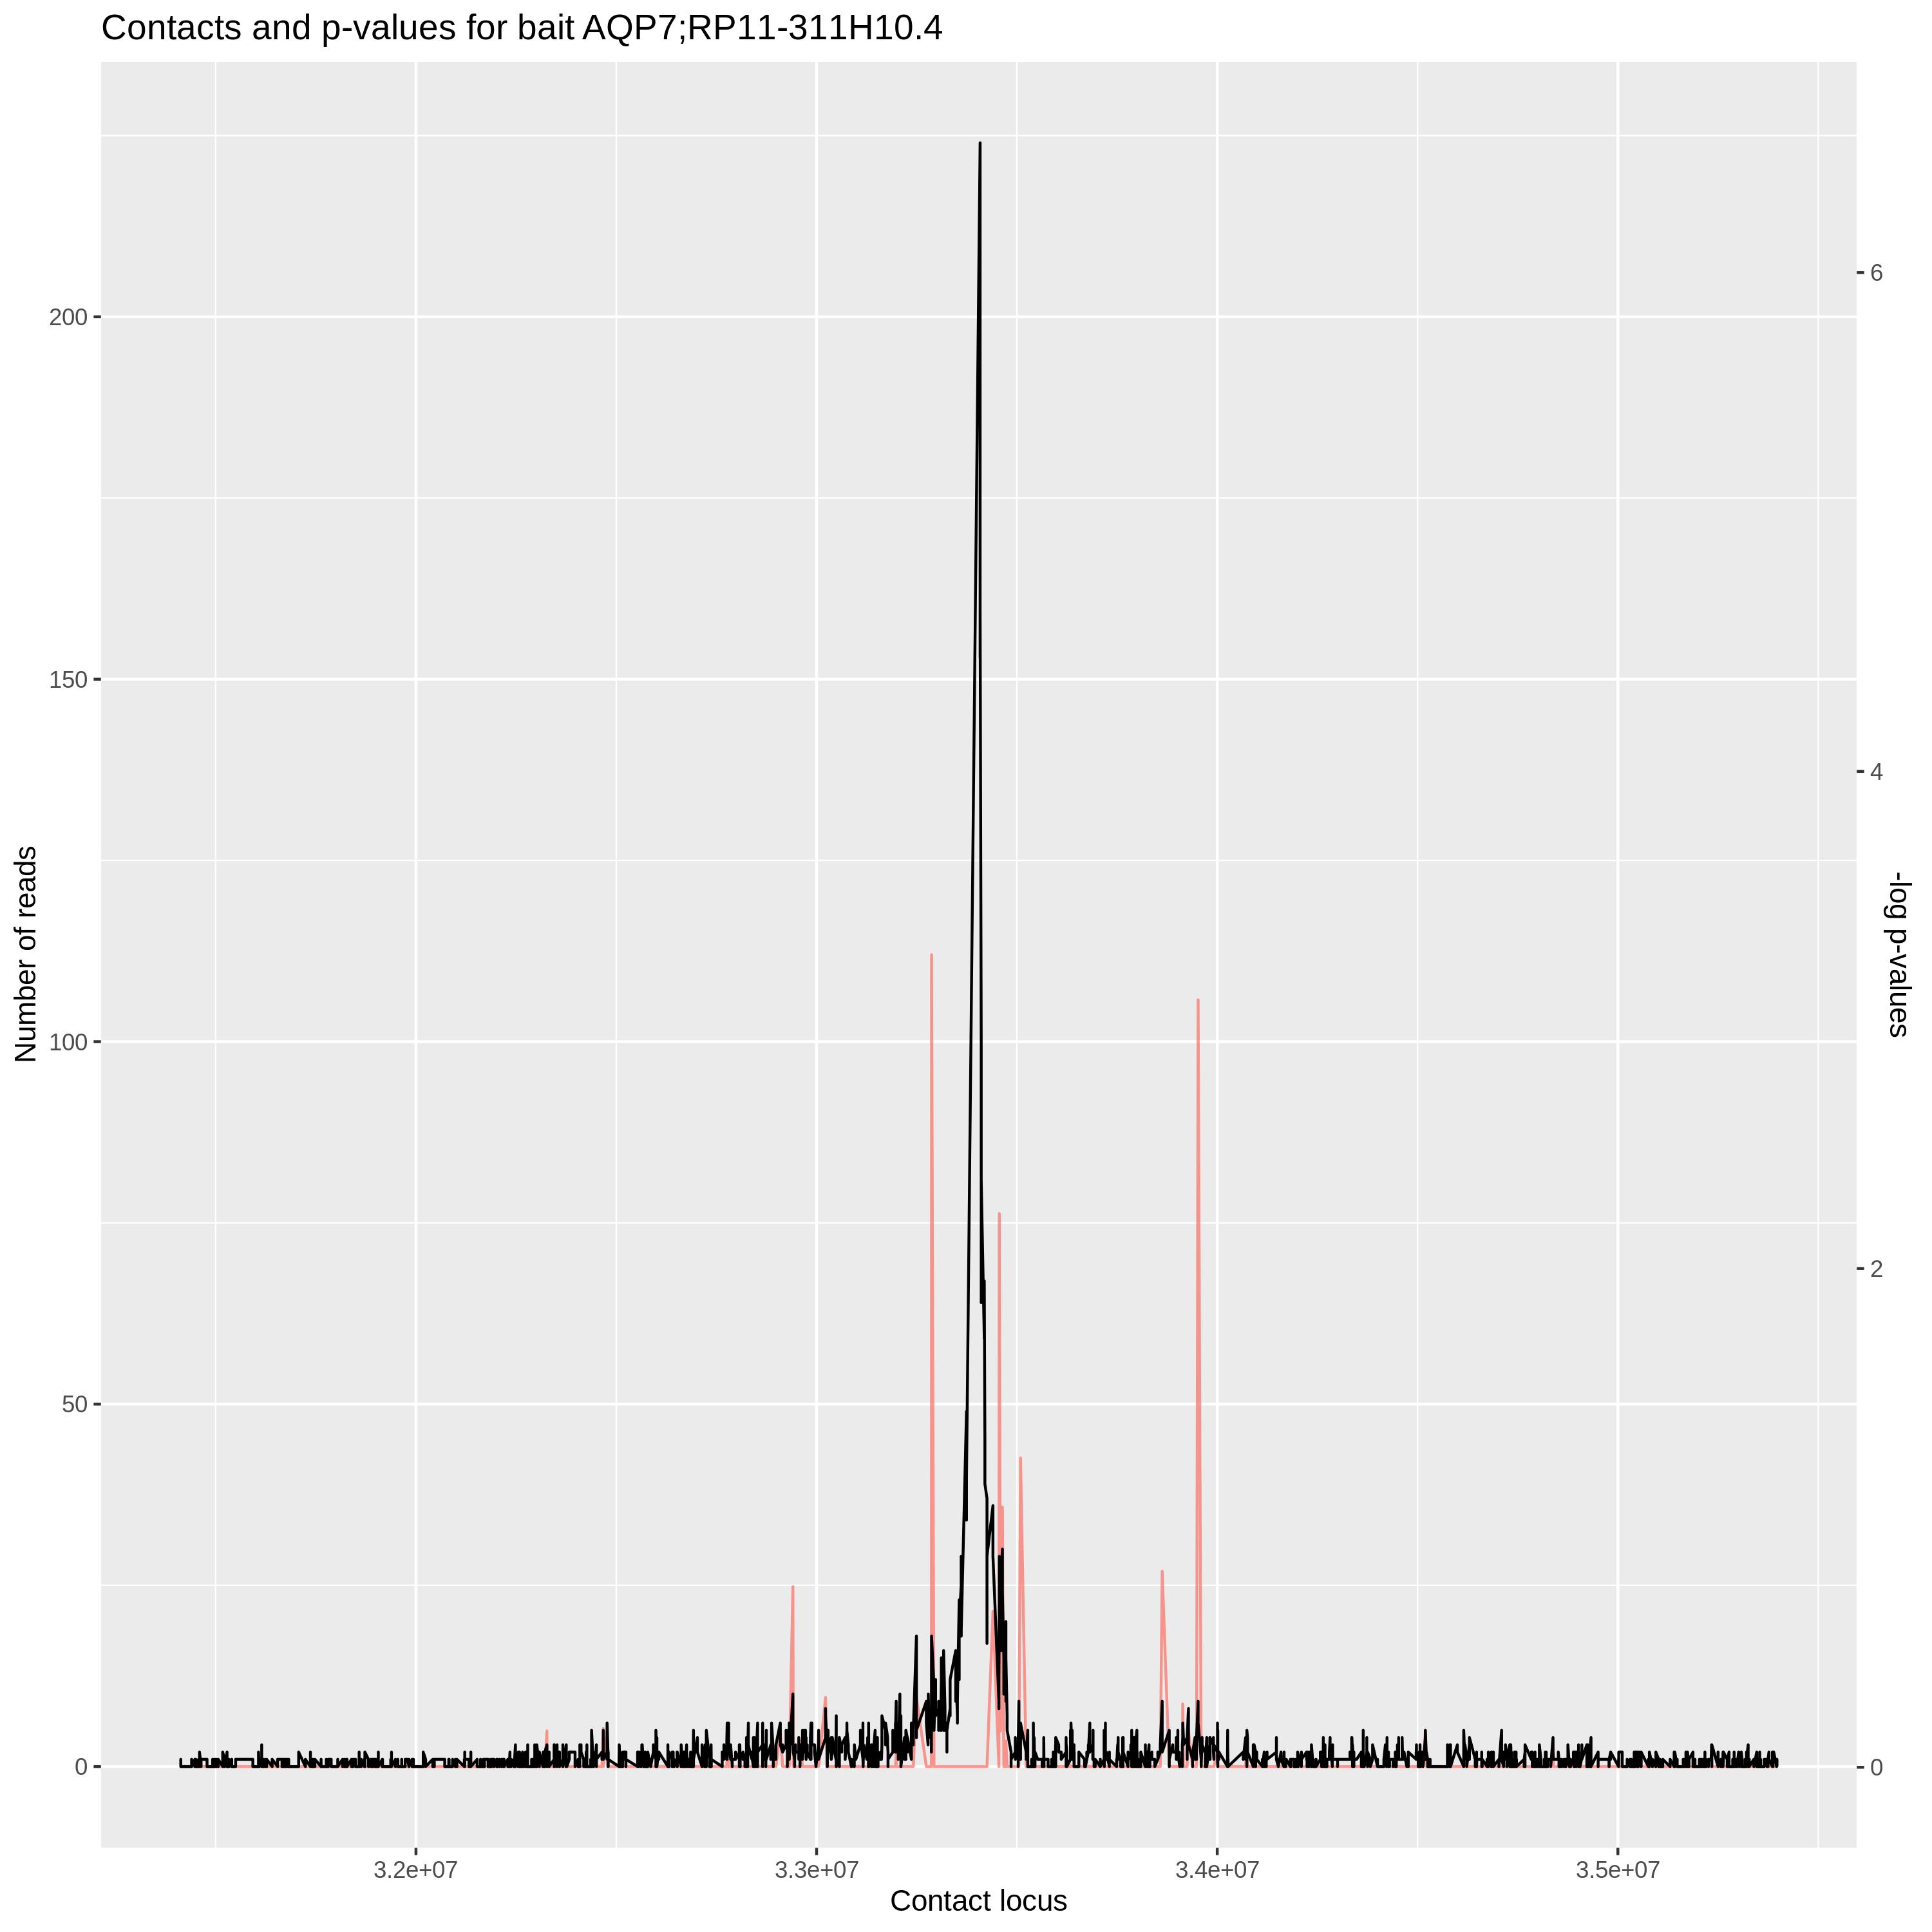 Contacts and p-values for bait AQP7;RP11-311H10.4
Number of reads
200
150
100
50
0
6
4
2
0
-log p-values
3.2e+07
3.3e+07
3.4e+07
3.5e+07
Contact locus